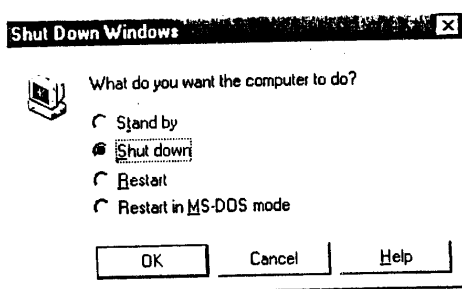 Shut Down Windows
What do you want the computer to do?
Stand by
Shut down
Restart
Restart in MS-DOS mode
OK Cancel Help